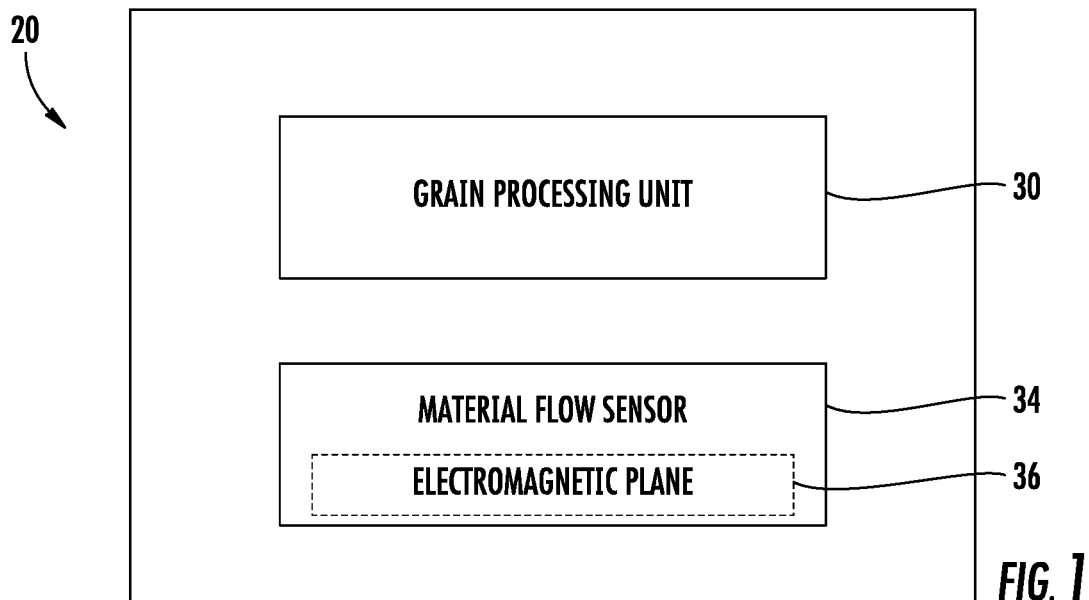 20
GRAIN PROCESSING UNIT
30
MATERIAL FLOW SENSOR
34
ELECTROMAGNETIC PLANE
36
FIG. 1